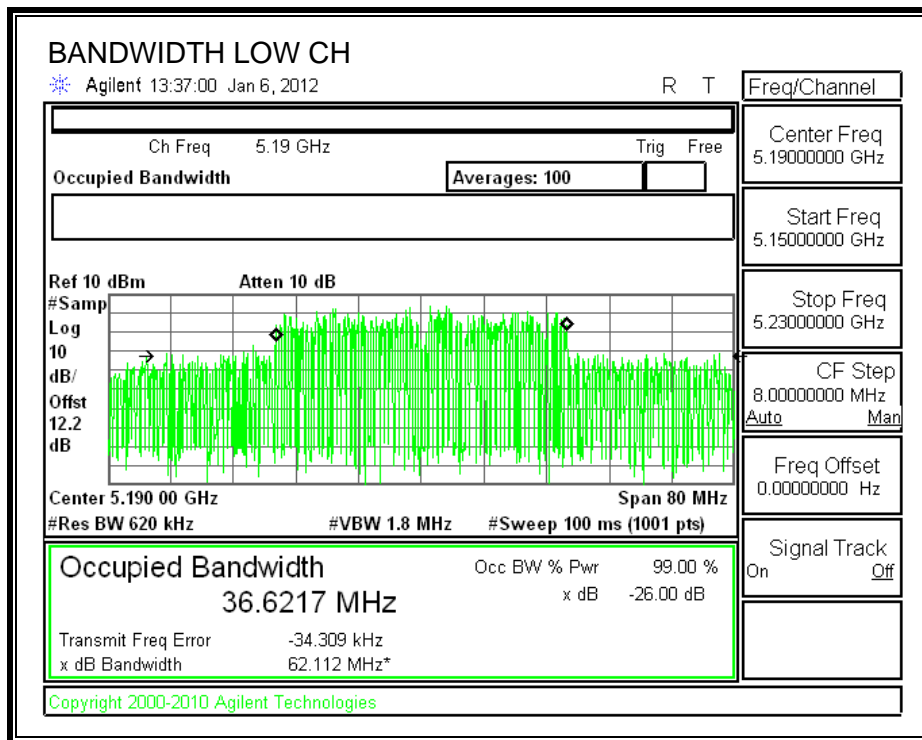 BANDWIDTH LOW CH
Agilent 13:37:00 Jan 6, 2012 R T
Freq/Channel
Ch Freq 5.19 GHz Trig Free
Occupied Bandwidth Averages: 100
Center Freq
5.19000000 GHz
Start Freq
5.15000000 GHz
Stop Freq
5.23000000 GHz
CF Step
8.00000000 MHz
Auto Man
Freq Offset
0.00000000 Hz
Signal Track
On Off
Ref 10 dBm Atten 10 dB
#Samp
Log
10
dB/
Offst
12.2
dB
Center 5.190 00 GHz Span 80 MHz
#Res BW 620 kHz #VBW 1.8 MHz #Sweep 100 ms (1001 pts)
Occupied Bandwidth Occ BW % Pwr 99.00 %
36.6217 MHz x dB -26.00 dB
Transmit Freq Error -34.309 kHz
x dB Bandwidth 62.112 MHz*
Copyright 2000-2010 Agilent Technologies